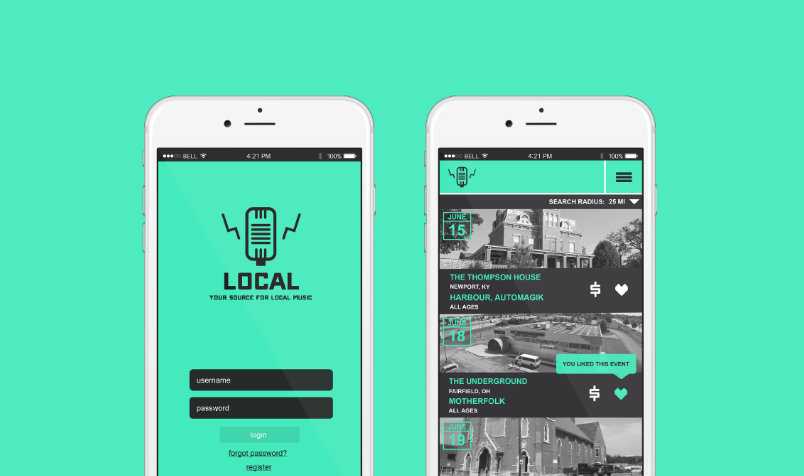 BELL
4:21 PM
100%
LOCAL
YOUR SOURCE FOR LOCAL MUSIC
username
password
login
forgot password?
register
BELL
4:21 PM
100%
SEARCH RADIUS: 25 MI
JUNE
15
THE THOMPSON HOUSE
NEWPORT, KY
HARBOUR, AUTOMAGIK
ALL AGES
$
JUNE
18
YOU LIKED THIS EVENT
THE UNDERGROUND
FAIRFIELD, OH
MOTHERFOLK
ALL AGES
$
JUNE
19